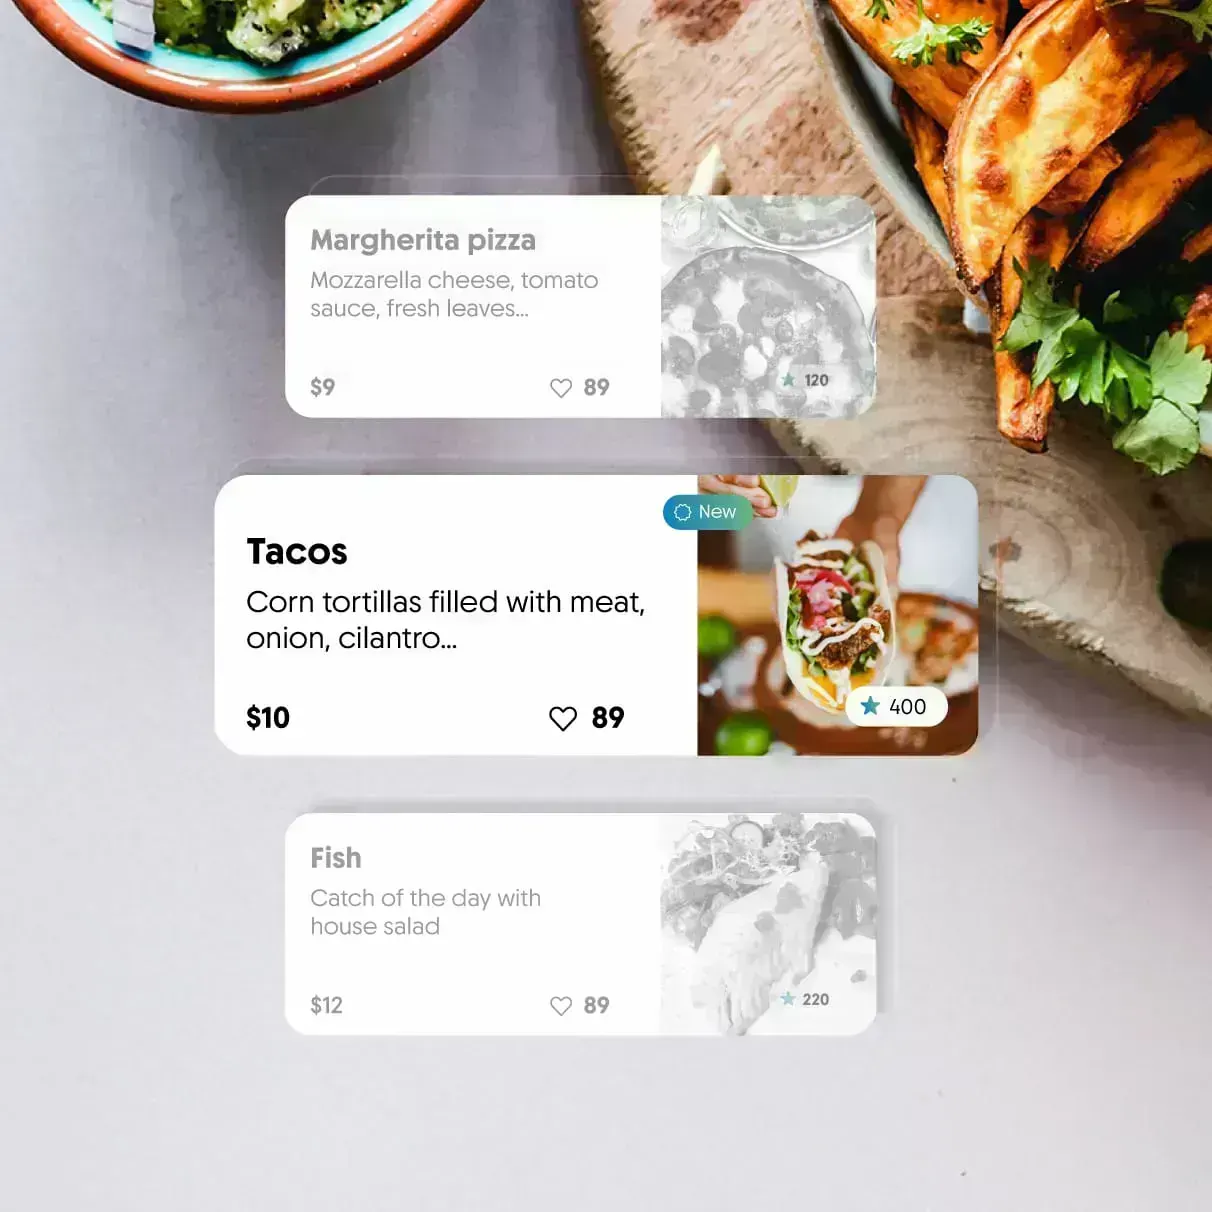 Margherita pizza
Mozzarella cheese, tomato
sauce, fresh leaves...
$9
89
120
New
Tacos
Corn tortillas filled with meat,
onion, cilantro...
$10
89
400
Fish
Catch of the day with
house salad
$12
89
220